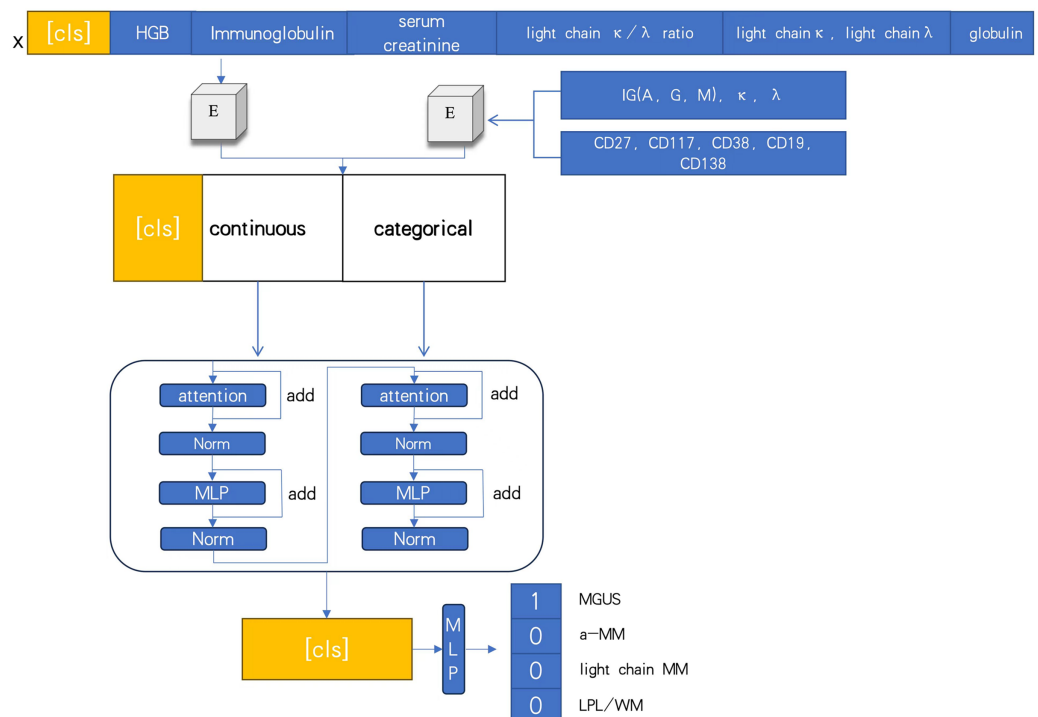 x
[cls]
HGB
Immunoglobulin
serum
creatinine
light chain κ/λ ratio
light chain κ, light chain λ
globulin
E
E
IG(A, G, M), κ, λ
CD27, CD117, CD38, CD19,
CD138
[cls]
continuous
categorical
attention
add
Norm
MLP
add
Norm
attention
add
Norm
MLP
add
Norm
[cls]
M
L
P
1
MGUS
0
a-MM
0
light chain MM
0
LPL/WM